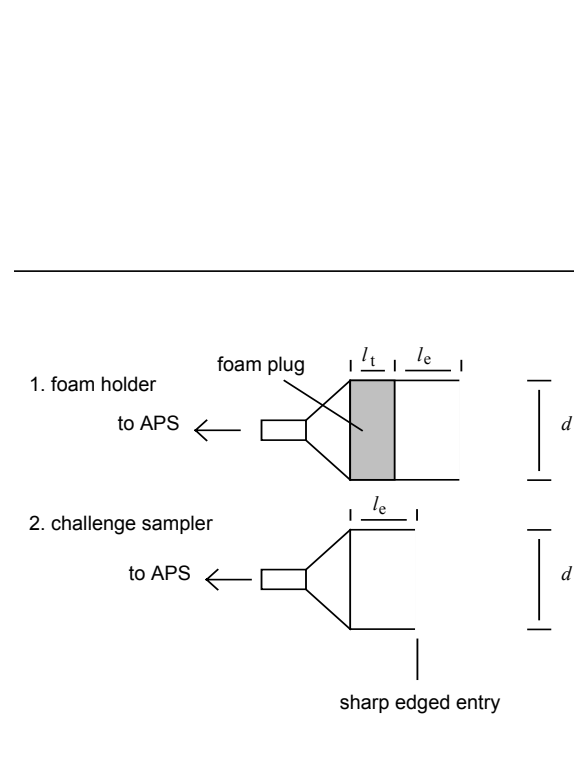 lt le
foam plug
1. foam holder
to APS
d
le
2. challenge sampler
to APS
d
sharp edged entry